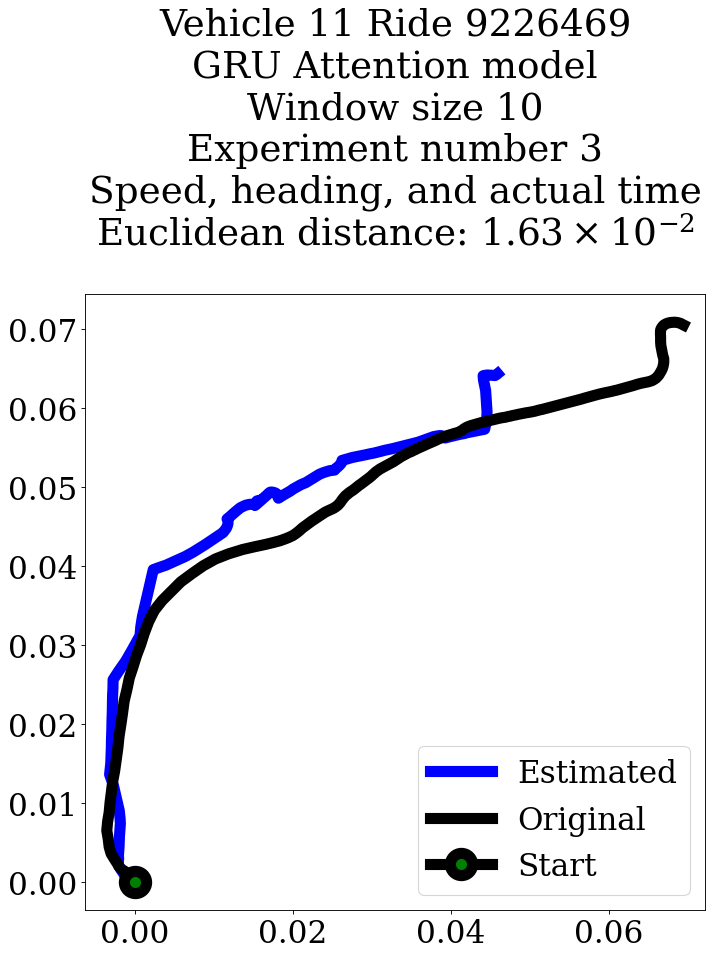 Vehicle 11 Ride 9226469
GRU Attention model
Window size 10
Experiment number 3
Speed, heading, and actual time
Euclidean distance: 1.63 × 10⁻²
0.07
0.06
0.05
0.04
0.03
0.02
0.01
0.00
Estimated
Original
Start
0.00 0.02 0.04 0.06